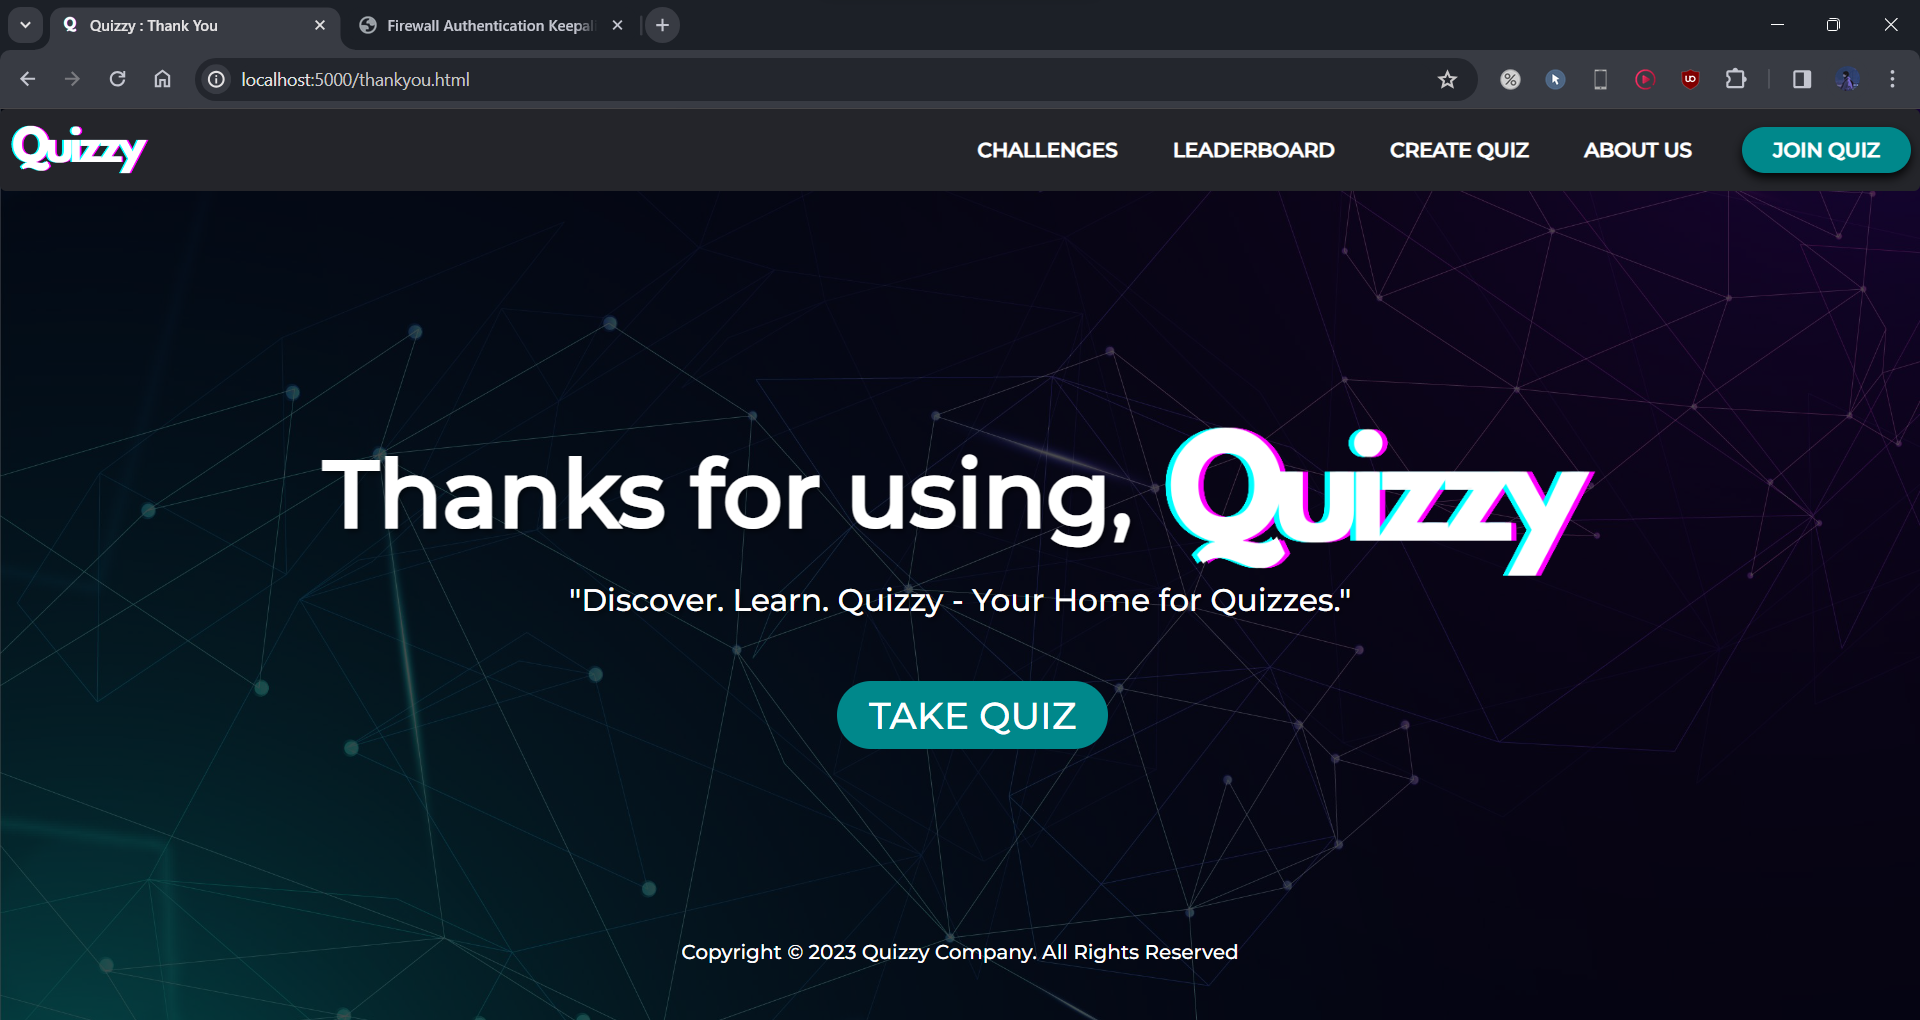 Quizzy : Thank You
Firewall Authentication Keepal
localhost:5000/thankyou.html
Quizzy
CHALLENGES
LEADERBOARD
CREATE QUIZ
ABOUT US
JOIN QUIZ
Thanks for using, Quizzy
"Discover. Learn. Quizzy - Your Home for Quizzes."
TAKE QUIZ
Copyright © 2023 Quizzy Company. All Rights Reserved